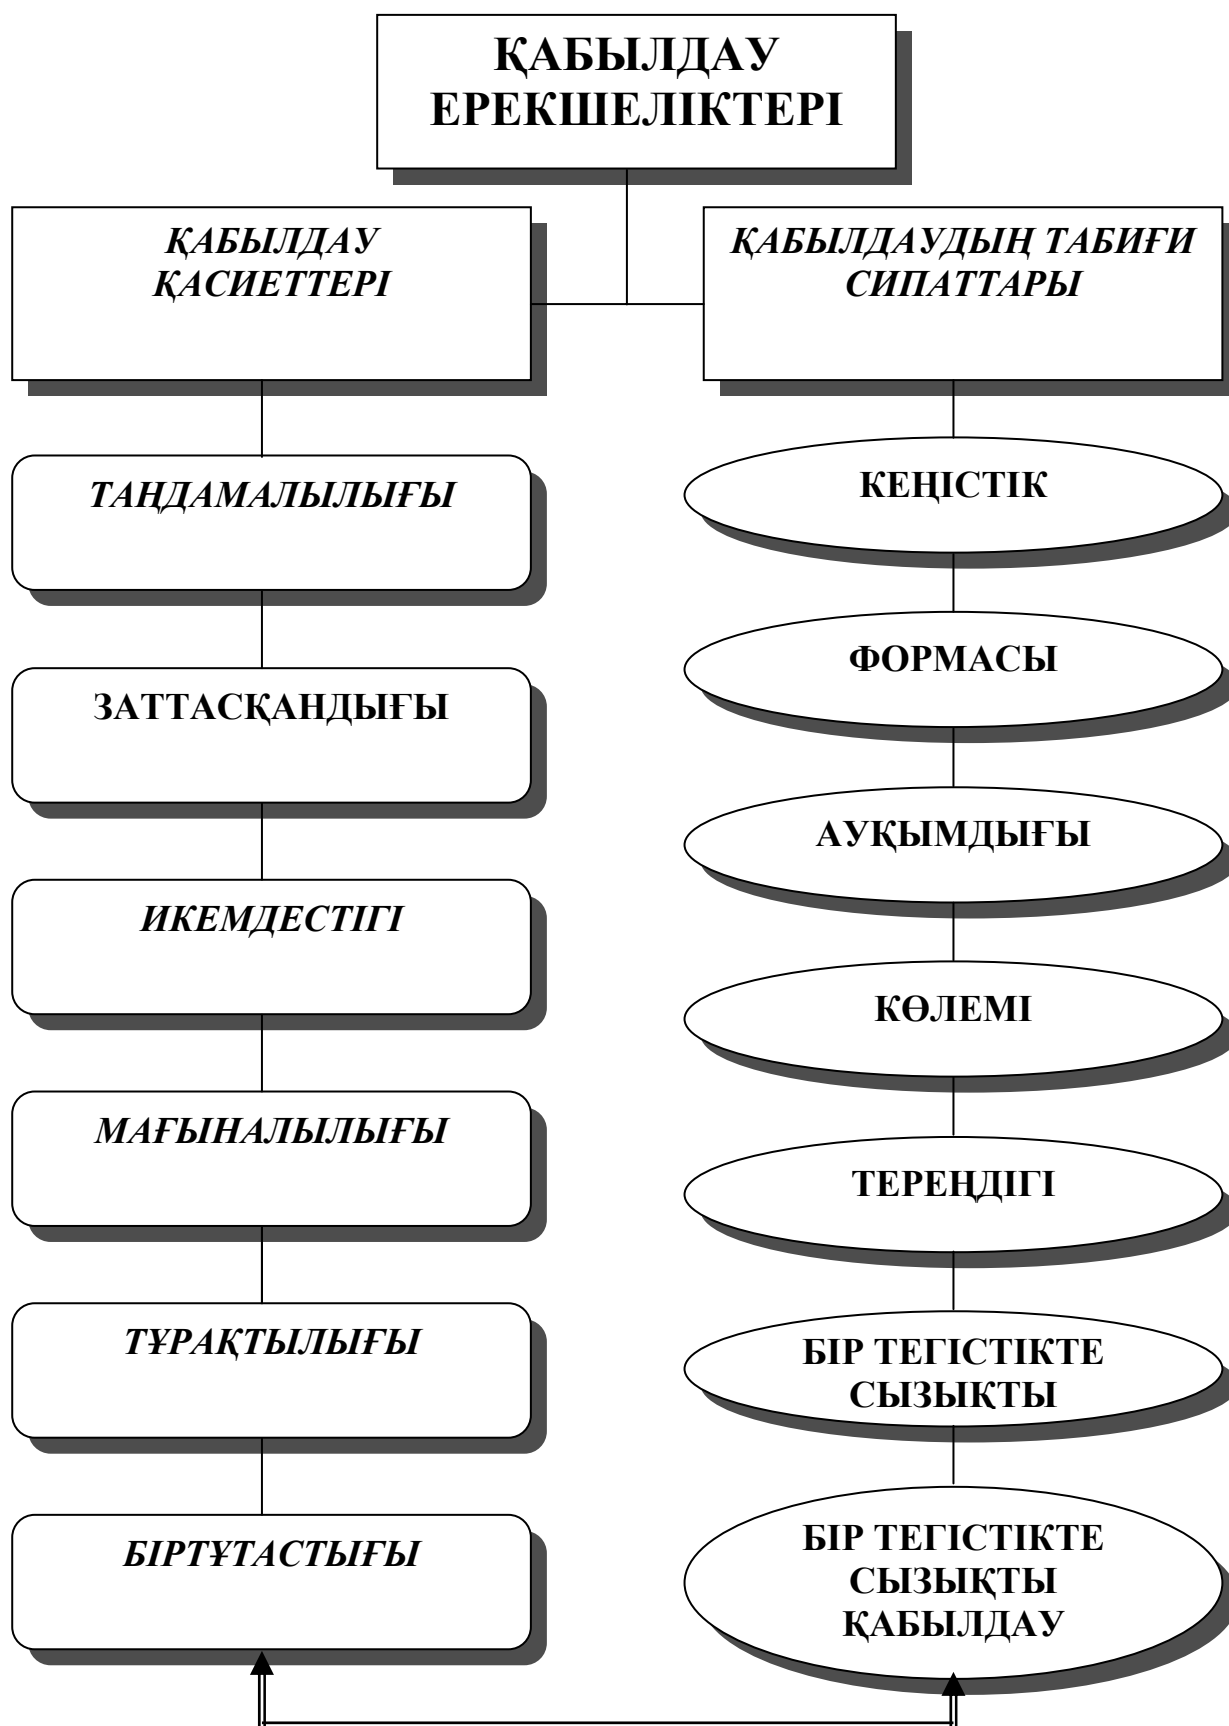 ҚАБЫЛДАУ
ЕРЕКШЕЛІКТЕРІ
ҚАБЫЛДАУ
ҚАСИЕТТЕРІ
ТАҢДАМАЛЫЛЫҒЫ
ЗАТТАСҚАНДЫҒЫ
ИКЕМДЕСТІГІ
МАҒЫНАЛЫЛЫҒЫ
ТҰРАҚТЫЛЫҒЫ
БІРТҰТАСТЫҒЫ
ҚАБЫЛДАУДЫҢ ТАБИҒИ
СИПАТТАРЫ
КЕҢІСТІК
ФОРМАСЫ
АУҚЫМДЫҒЫ
КӨЛЕМІ
ТЕРЕҢДІГІ
БІР ТЕГІСТІКТЕ
СЫЗЫҚТЫ
БІР ТЕГІСТІКТЕ
СЫЗЫҚТЫ
ҚАБЫЛДАУ